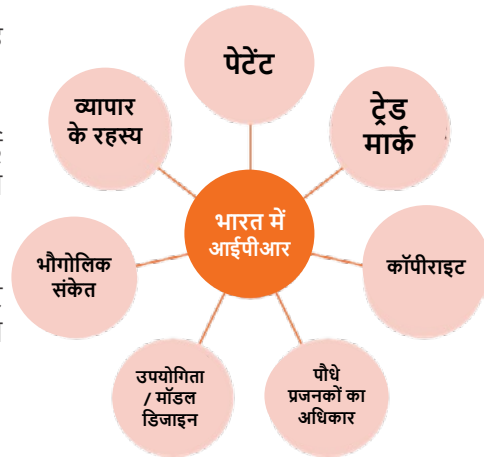 पेटेंट
ट्रेड
मार्क
कॉपीराइट
पौधे
प्रजनकों का
अधिकार
उपयोगिता
/ मॉडल
डिजाइन
भौगोलिक
संकेत
व्यापार
के रहस्य
भारत में
आईपीआर